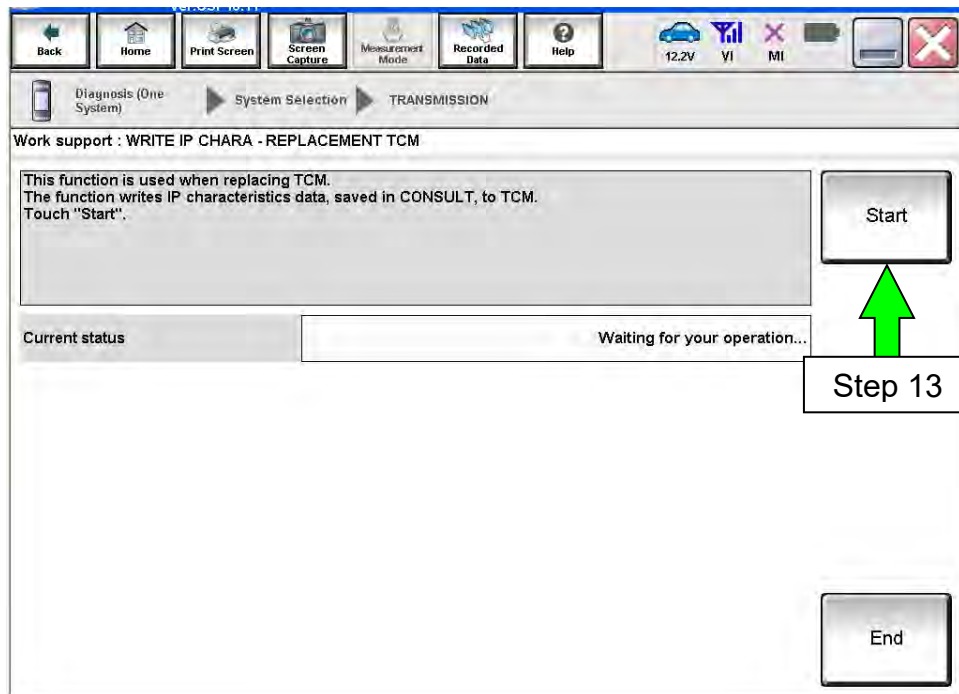 Back
Home
Print Screen
Screen Capture
Measurement Mode
Recorded Data
Help
12.2V
VI
MI
Diagnosis (One System)
System Selection
TRANSMISSION
Work support : WRITE IP CHARA - REPLACEMENT TCM
This function is used when replacing TCM.
The function writes IP characteristics data, saved in CONSULT, to TCM.
Touch "Start".
Start
Current status
Waiting for your operation...
Step 13
End